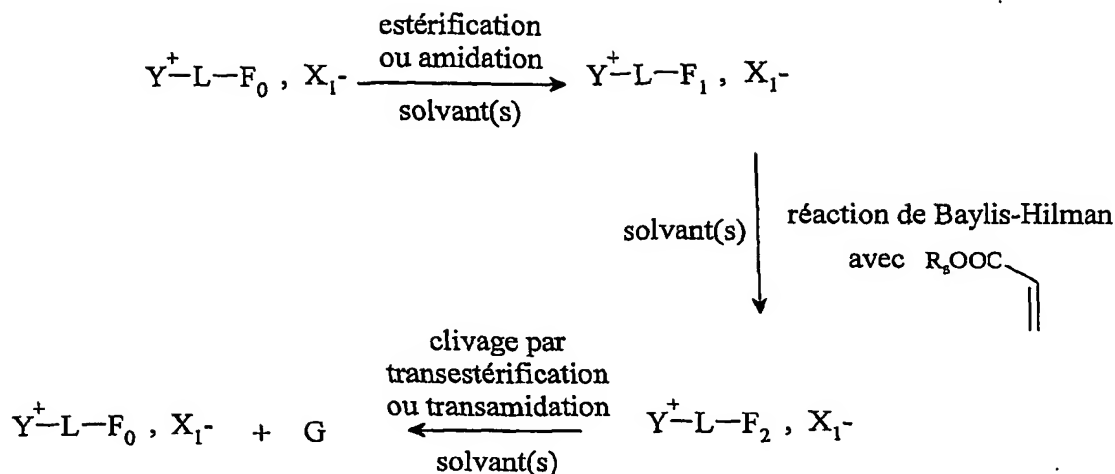 estérification
ou amidation
Y+—L—F0 , X1-
solvant(s)
Y+—L—F1 , X1-
solvant(s)
réaction de Baylis-Hilman
avec RsOOC
clivage par
transestérification
ou transamidation
Y+—L—F0 , X1- + G
solvant(s)
Y+—L—F2 , X1-